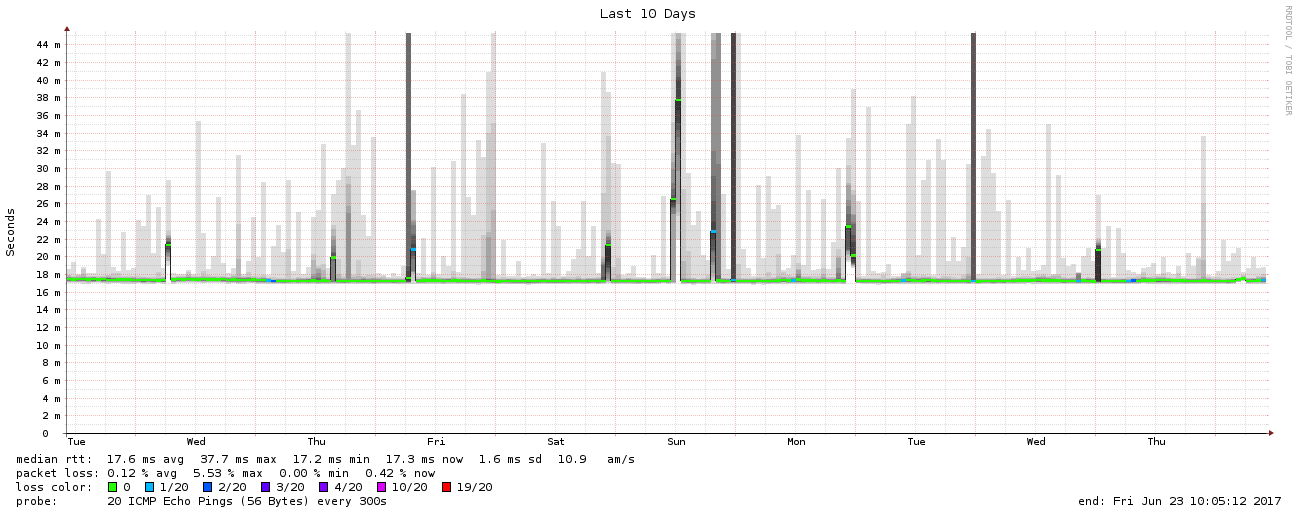 Last 10 Days
RRDTOOL / TOBI OETIKER
Seconds
44 m
42 m
40 m
38 m
36 m
34 m
32 m
30 m
28 m
26 m
24 m
22 m
20 m
18 m
16 m
14 m
12 m
10 m
8 m
6 m
4 m
2 m
0
Tue Wed Thu Fri Sat Sun Mon Tue Wed Thu
median rtt: 17.6 ms avg 37.7 ms max 17.2 ms min 17.3 ms now 1.6 ms sd 10.9 am/s
packet loss: 0.12 % avg 5.53 % max 0.00 % min 0.42 % now
loss color: 0 1/20 2/20 3/20 4/20 10/20 19/20
probe: 20 ICMP Echo Pings (56 Bytes) every 300s
end: Fri Jun 23 10:05:12 2017